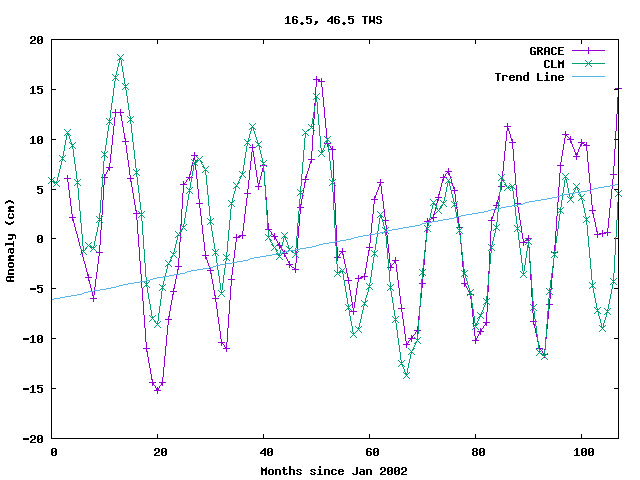 16.5, 46.5 TWS
GRACE
CLM
Trend Line
Anomaly (cm)
20
15
10
5
0
-5
-10
-15
-20
0 20 40 60 80 100
Months since Jan 2002